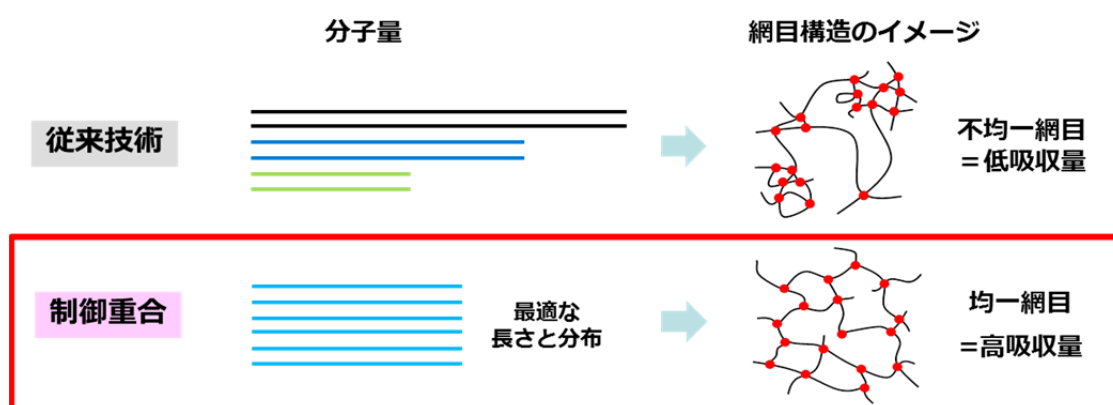 分子量
網目構造のイメージ
従来技術
不均一網目
＝低吸収量
制御重合
最適な
長さと分布
均一網目
=高吸収量